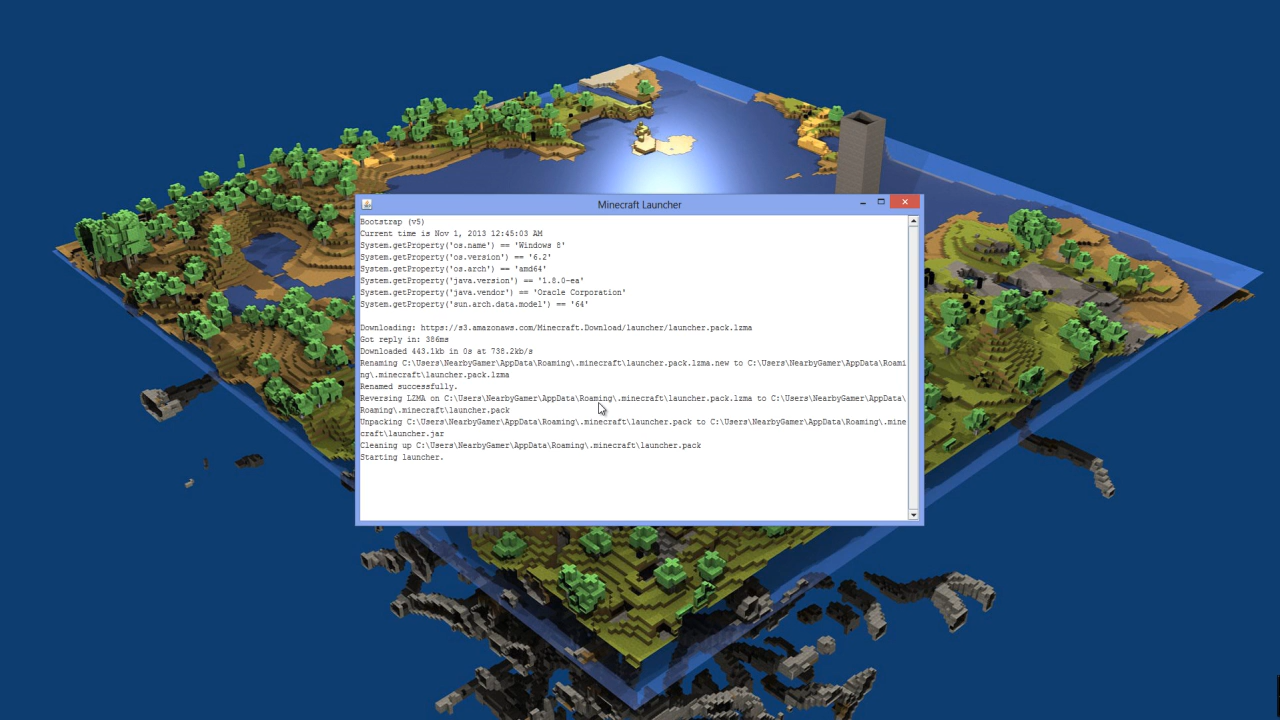 Minecraft Launcher
Bootstrap (v5)
Current time is Nov 1, 2013 12:45:03 AM
System.getProperty('os.name') == 'Windows 8'
System.getProperty('os.version') == '6.2'
System.getProperty('os.arch') == 'amd64'
System.getProperty('java.version') == '1.8.0-ea'
System.getProperty('java.vendor') == 'Oracle Corporation'
System.getProperty('sun.arch.data.model') == '64'
Downloading: https://s3.amazonaws.com/Minecraft.Download/launcher/launcher.pack.lzma
Got reply in: 386ms
Downloaded 443.1kb in 0s at 738.2kb/s
Renaming C:\Users\NearbyGamer\AppData\Roaming\.minecraft\launcher.pack.lzma.new to C:\Users\NearbyGamer\AppData\Roami
ng\.minecraft\launcher.pack.lzma
Renamed successfully.
Reversing LZMA on C:\Users\NearbyGamer\AppData\Roaming\.minecraft\launcher.pack.lzma to C:\Users\NearbyGamer\AppData\
Roaming\.minecraft\launcher.pack
Unpacking C:\Users\NearbyGamer\AppData\Roaming\.minecraft\launcher.pack to C:\Users\NearbyGamer\AppData\Roaming\.mine
craft\launcher.jar
Cleaning up C:\Users\NearbyGamer\AppData\Roaming\.minecraft\launcher.pack
Starting launcher.